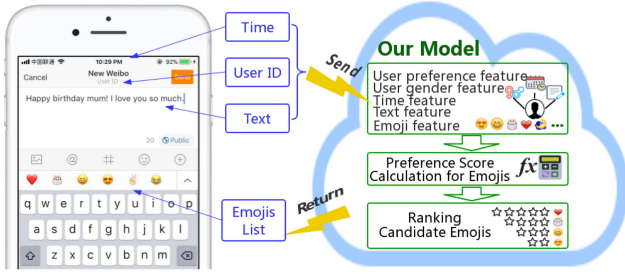 中国联通 10:29 PM 92%
Cancel New Weibo Send
User ID
Happy birthday mum! I love you so much.
20 Public
@ #
q w e r t y u i o p
a s d f g h j k l
z x c v b n m
Time
User ID
Text
Emojis
List
Send
Return
Our Model
User preference feature
User gender feature
Time feature
Text feature
Emoji feature
Preference Score
Calculation for Emojis
fx
Ranking
Candidate Emojis